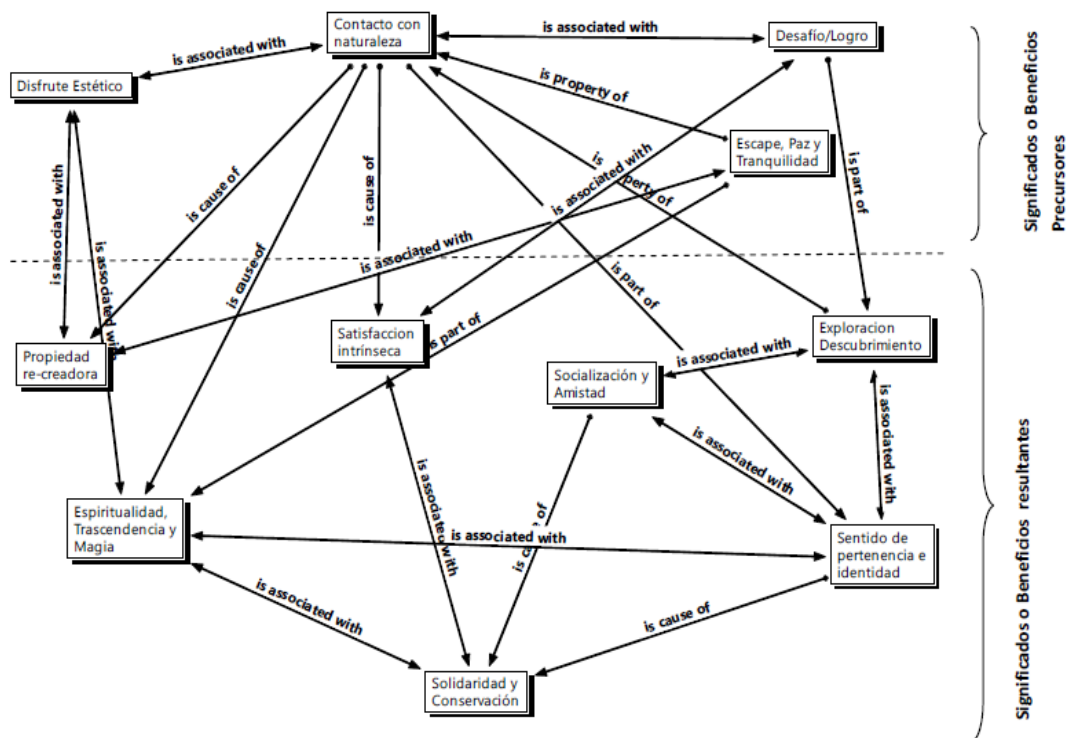 Contacto con
naturaleza
is associated with
Desafío/Logro
is associated with
Disfrute Estético
is property of
Escape, Paz y
Tranquilidad
Significados o Beneficios
Precursores
is associated with
is property of
is part of
is cause of
is cause of
is associated with
is associated with
is cause of
is associated with
is part of
Propiedad
re-creadora
Satisfaccion
intrínseca
is part of
Exploracion
Descubrimiento
is associated with
Socialización y
Amistad
is associated with
is associated with
Significados o Beneficios resultantes
Espiritualidad,
Trascendencia y
Magia
is associated with
is associated with
is cause of
Sentido de
pertenencia e
identidad
is associated with
is cause of
Solidaridad y
Conservación